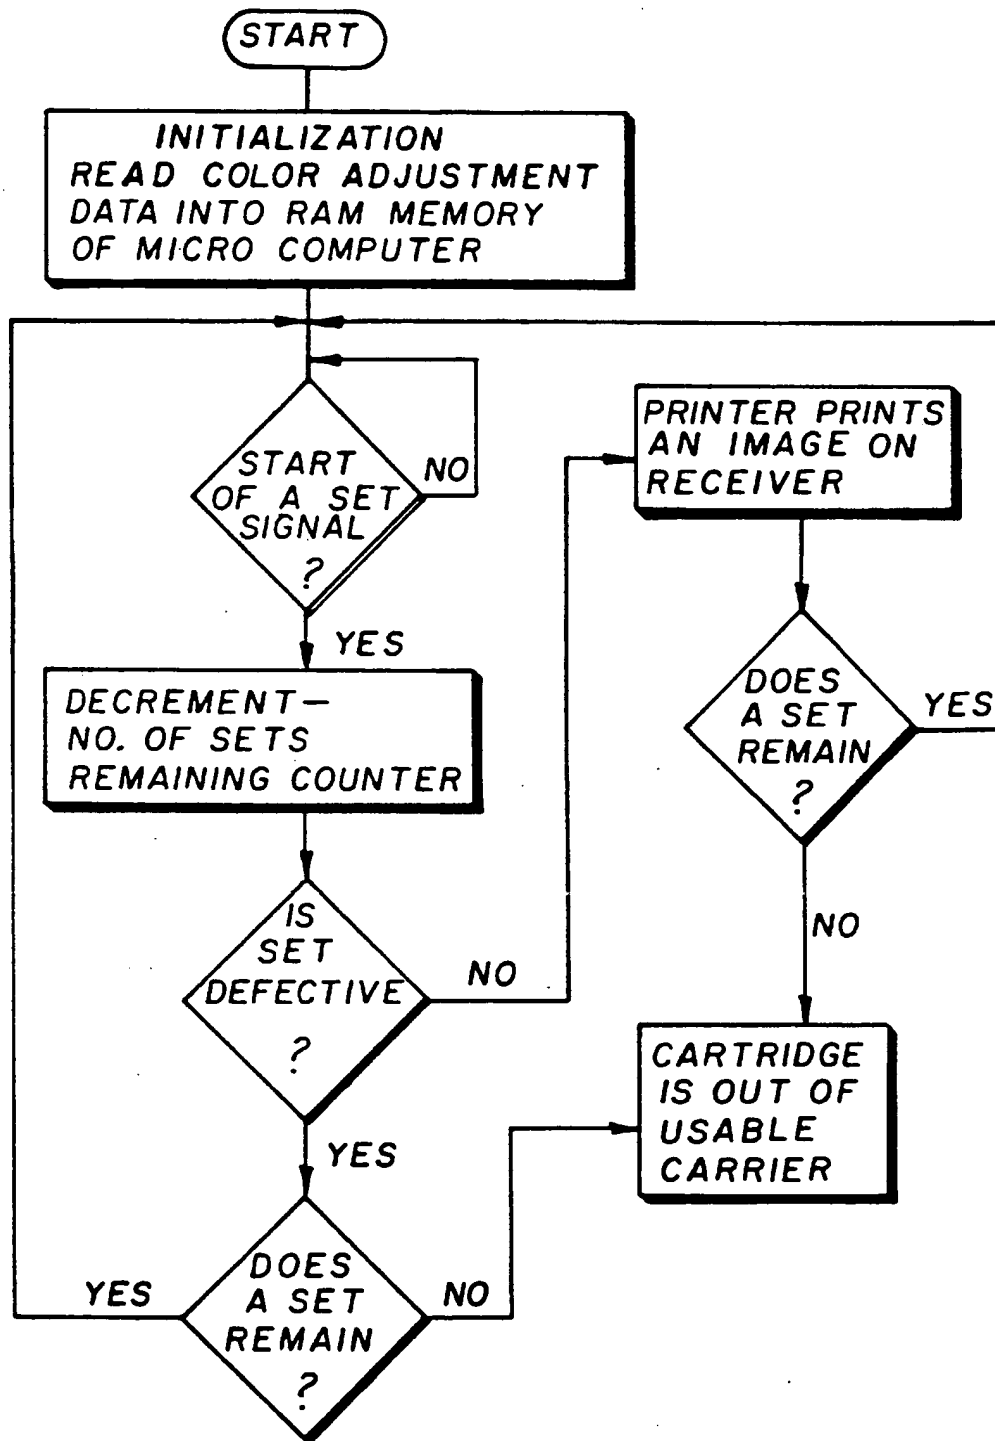 START
INITIALIZATION
READ COLOR ADJUSTMENT
DATA INTO RAM MEMORY
OF MICRO COMPUTER
START
OF A SET
SIGNAL
?
NO
YES
DECREMENT—
NO. OF SETS
REMAINING COUNTER
IS
SET
DEFECTIVE
?
NO
YES
DOES
A SET
REMAIN
?
YES
NO
PRINTER PRINTS
AN IMAGE ON
RECEIVER
DOES
A SET
REMAIN
?
YES
NO
CARTRIDGE
IS OUT OF
USABLE
CARRIER